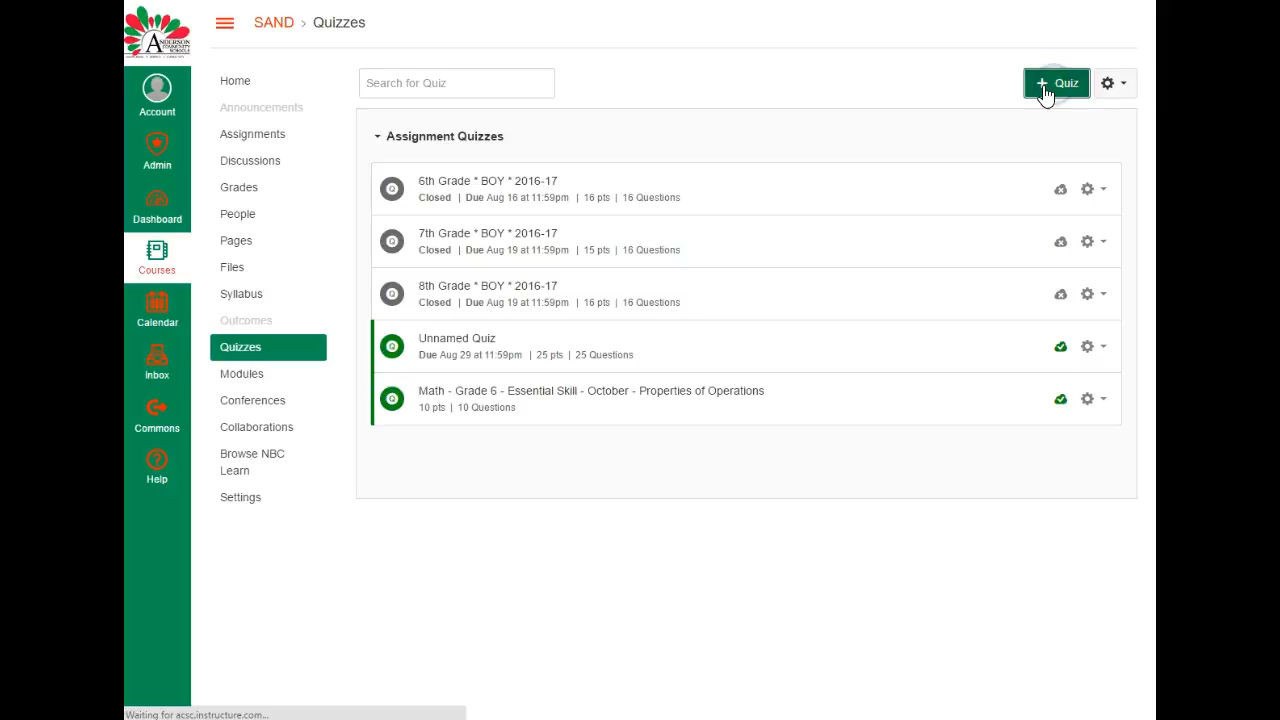 SAND > Quizzes
ANDERSON
COMMUNITY
SCHOOLS
Account
Admin
Dashboard
Courses
Calendar
Inbox
Commons
Help
Home
Announcements
Assignments
Discussions
Grades
People
Pages
Files
Syllabus
Outcomes
Quizzes
Modules
Conferences
Collaborations
Browse NBC
Learn
Settings
Search for Quiz
+ Quiz
Assignment Quizzes
6th Grade * BOY * 2016-17
Closed | Due Aug 16 at 11:59pm | 16 pts | 16 Questions
7th Grade * BOY * 2016-17
Closed | Due Aug 19 at 11:59pm | 15 pts | 16 Questions
8th Grade * BOY * 2016-17
Closed | Due Aug 19 at 11:59pm | 16 pts | 16 Questions
Unnamed Quiz
Due Aug 29 at 11:59pm | 25 pts | 25 Questions
Math - Grade 6 - Essential Skill - October - Properties of Operations
10 pts | 10 Questions
Waiting for acsc.instructure.com...